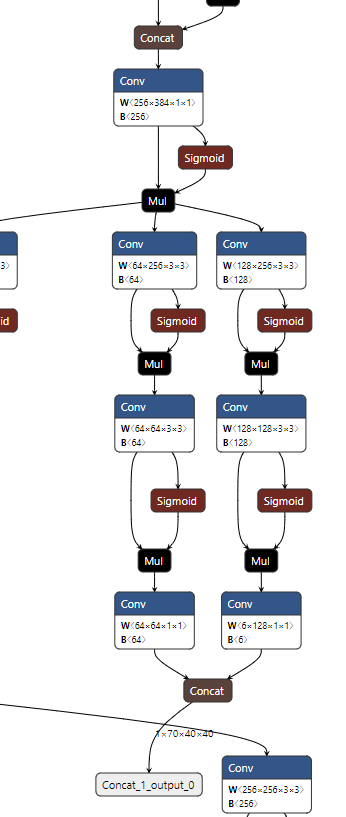 Concat
Conv
W⟨256×384×1×1⟩
B⟨256⟩
Sigmoid
Mul
3⟩
Conv
W⟨64×256×3×3⟩
B⟨64⟩
Conv
W⟨128×256×3×3⟩
B⟨128⟩
id
Sigmoid
Sigmoid
Mul
Mul
Conv
W⟨64×64×3×3⟩
B⟨64⟩
Conv
W⟨128×128×3×3⟩
B⟨128⟩
Sigmoid
Sigmoid
Mul
Mul
Conv
W⟨64×64×1×1⟩
B⟨64⟩
Conv
W⟨6×128×1×1⟩
B⟨6⟩
Concat
1×70×40×40
Concat_1_output_0
Conv
W⟨256×256×3×3⟩
B⟨256⟩